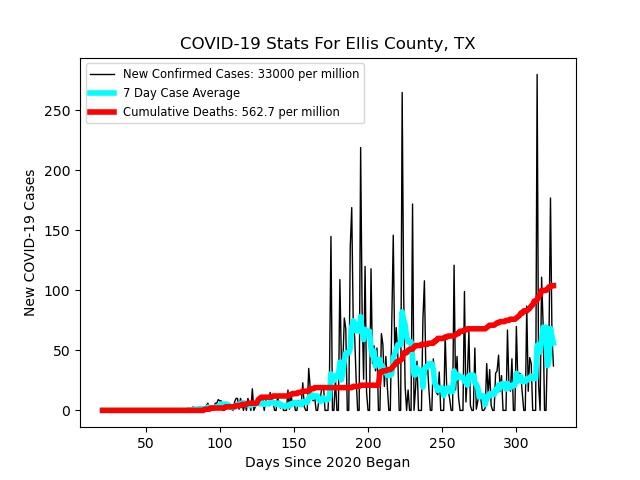 COVID-19 Stats For Ellis County, TX
New Confirmed Cases: 33000 per million
7 Day Case Average
Cumulative Deaths: 562.7 per million
New COVID-19 Cases
250
200
150
100
50
0
50 100 150 200 250 300
Days Since 2020 Began